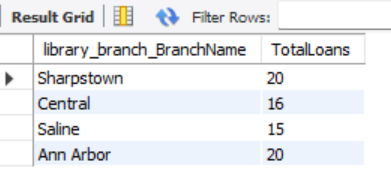 Result Grid Filter Rows:
library_branch_BranchName TotalLoans
Sharpstown 20
Central 16
Saline 15
Ann Arbor 20